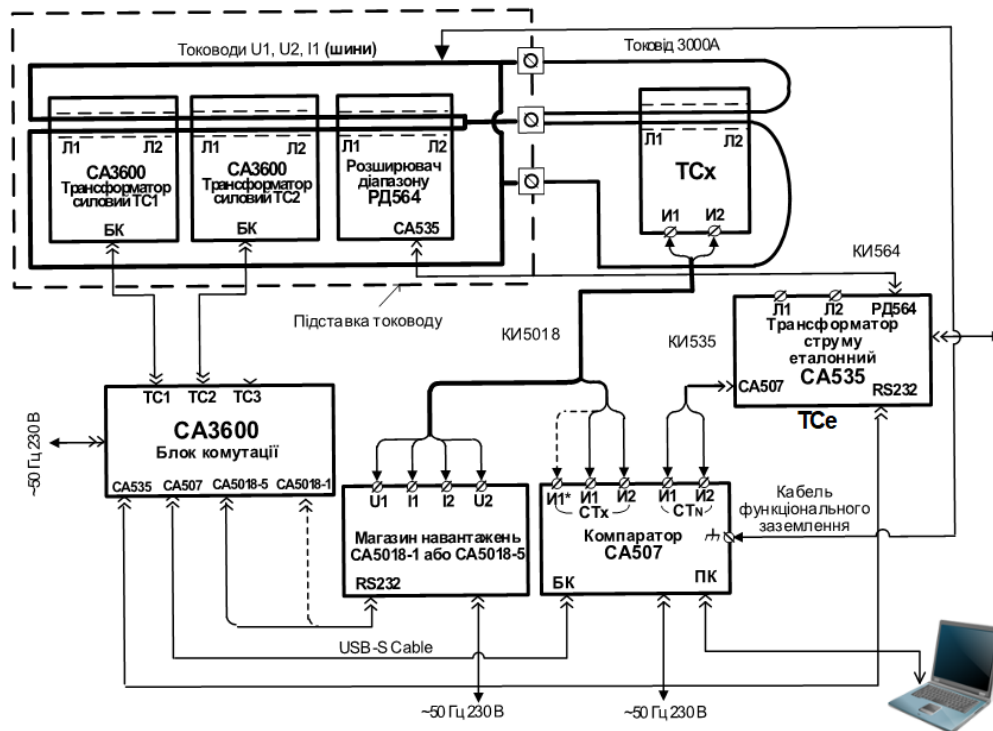 Тоководи U1, U2, I1 (шини)
Токовід 3000А
Л1 Л2
СА3600
Трансформатор
силовий ТС1
БК
Л1 Л2
СА3600
Трансформатор
силовий ТС2
БК
Л1 Л2
Розширювач
діапазону
РД564
СА535
Л1 Л2
ТСх
И1 И2
КИ564
Підставка тоководу
КИ5018
КИ535
Л1 Л2 РД564
Трансформатор
струму
еталонний
СА535
СА507
RS232
ТСе
ТС1 ТС2 ТС3
СА3600
Блок комутації
СА535 СА507 СА5018-5 СА5018-1
~50 Гц 230 В
U1 I1 I2 U2
Магазин навантажень
СА5018-1 або СА5018-5
RS232
И1* И1 И2 И1 И2
СТх СТN
Компаратор
СА507
БК ПК
Кабель
функціонального
заземлення
USB-S Cable
~50 Гц 230 В
~50 Гц 230 В